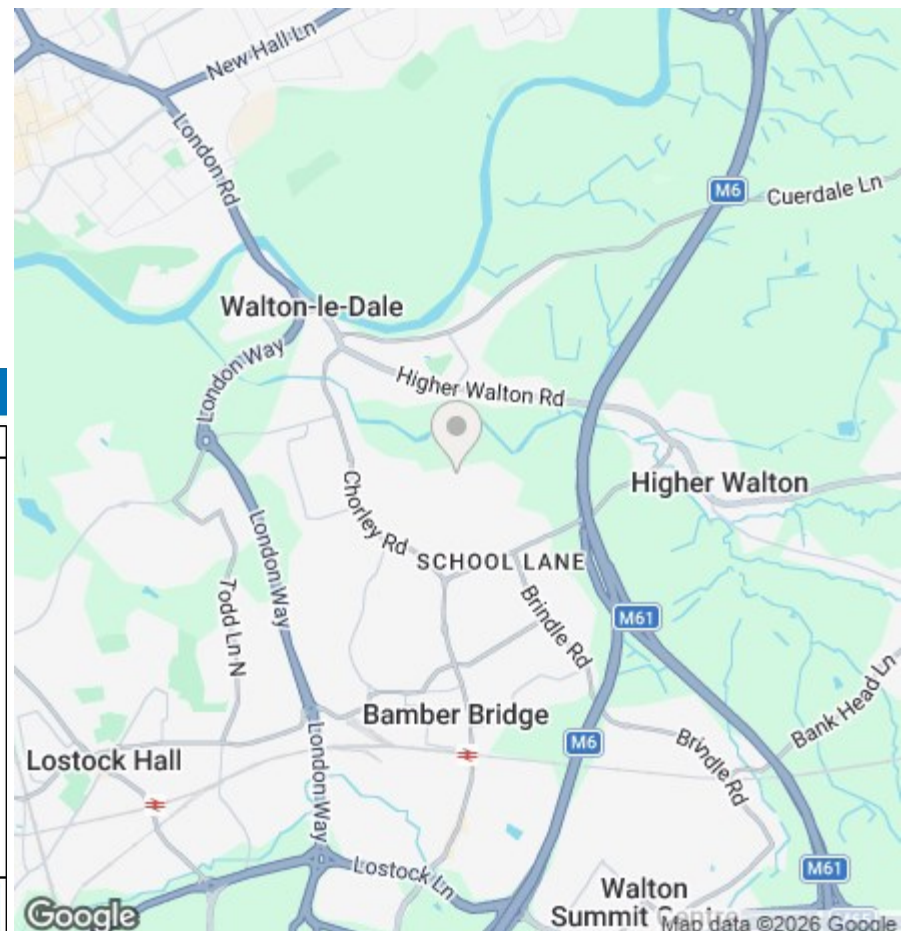 New Hall Ln
London Rd
M6
Cuerdale Ln
Walton-le-Dale
London Way
Higher Walton Rd
Higher Walton
Chorley Rd
SCHOOL LANE
London Way
Todd Ln N
Brindle Rd
M61
Bank Head Ln
Bamber Bridge
M6
Brindle Rd
Lostock Hall
London Way
Lostock Ln
M61
Walton
Summit Centre
Google
Map data ©2026 Google